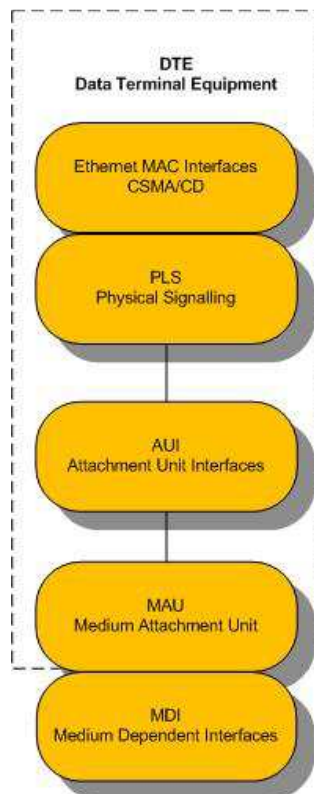 DTE
Data Terminal Equipment
Ethernet MAC Interfaces
CSMA/CD
PLS
Physical Signalling
AUI
Attachment Unit Interfaces
MAU
Medium Attachment Unit
MDI
Medium Dependent Interfaces